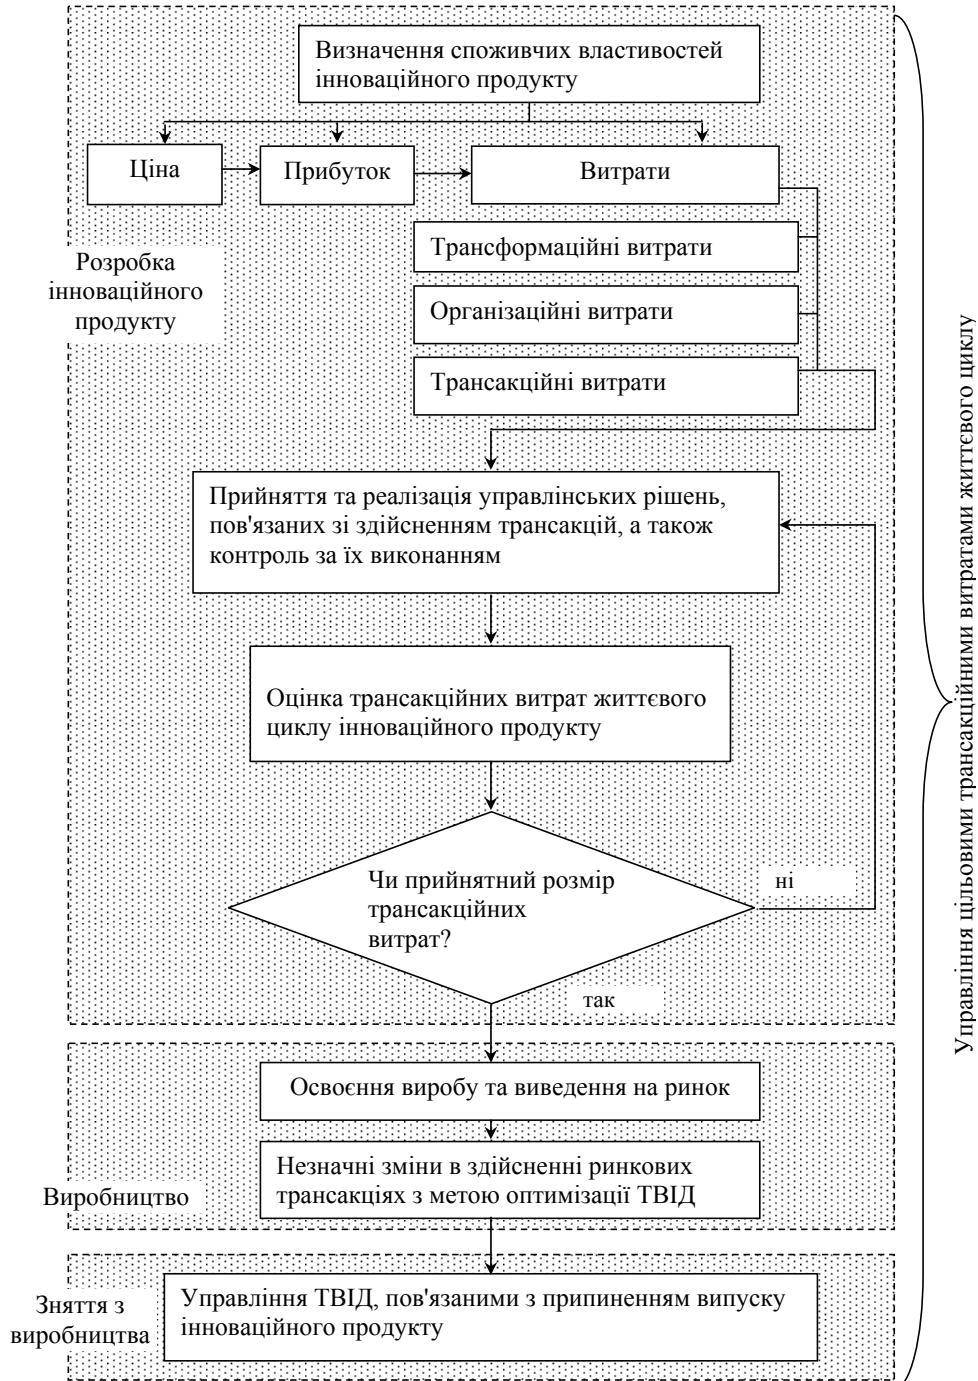 Визначення споживчих властивостей
інноваційного продукту
Ціна
Прибуток
Витрати
Трансформаційні витрати
Розробка
інноваційного
продукту
Організаційні витрати
Трансакційні витрати
Прийняття та реалізація управлінських рішень,
пов'язаних зі здійсненням трансакцій, а також
контроль за їх виконанням
Оцінка трансакційних витрат життєвого
циклу інноваційного продукту
Чи прийнятний розмір
трансакційних
витрат?
ні
так
Освоєння виробу та виведення на ринок
Незначні зміни в здійсненні ринкових
трансакціях з метою оптимізації ТВІД
Виробництво
Зняття з
виробництва
Управління ТВІД, пов'язаними з припиненням випуску
інноваційного продукту
Управління цільовими трансакційними витратами життєвого циклу